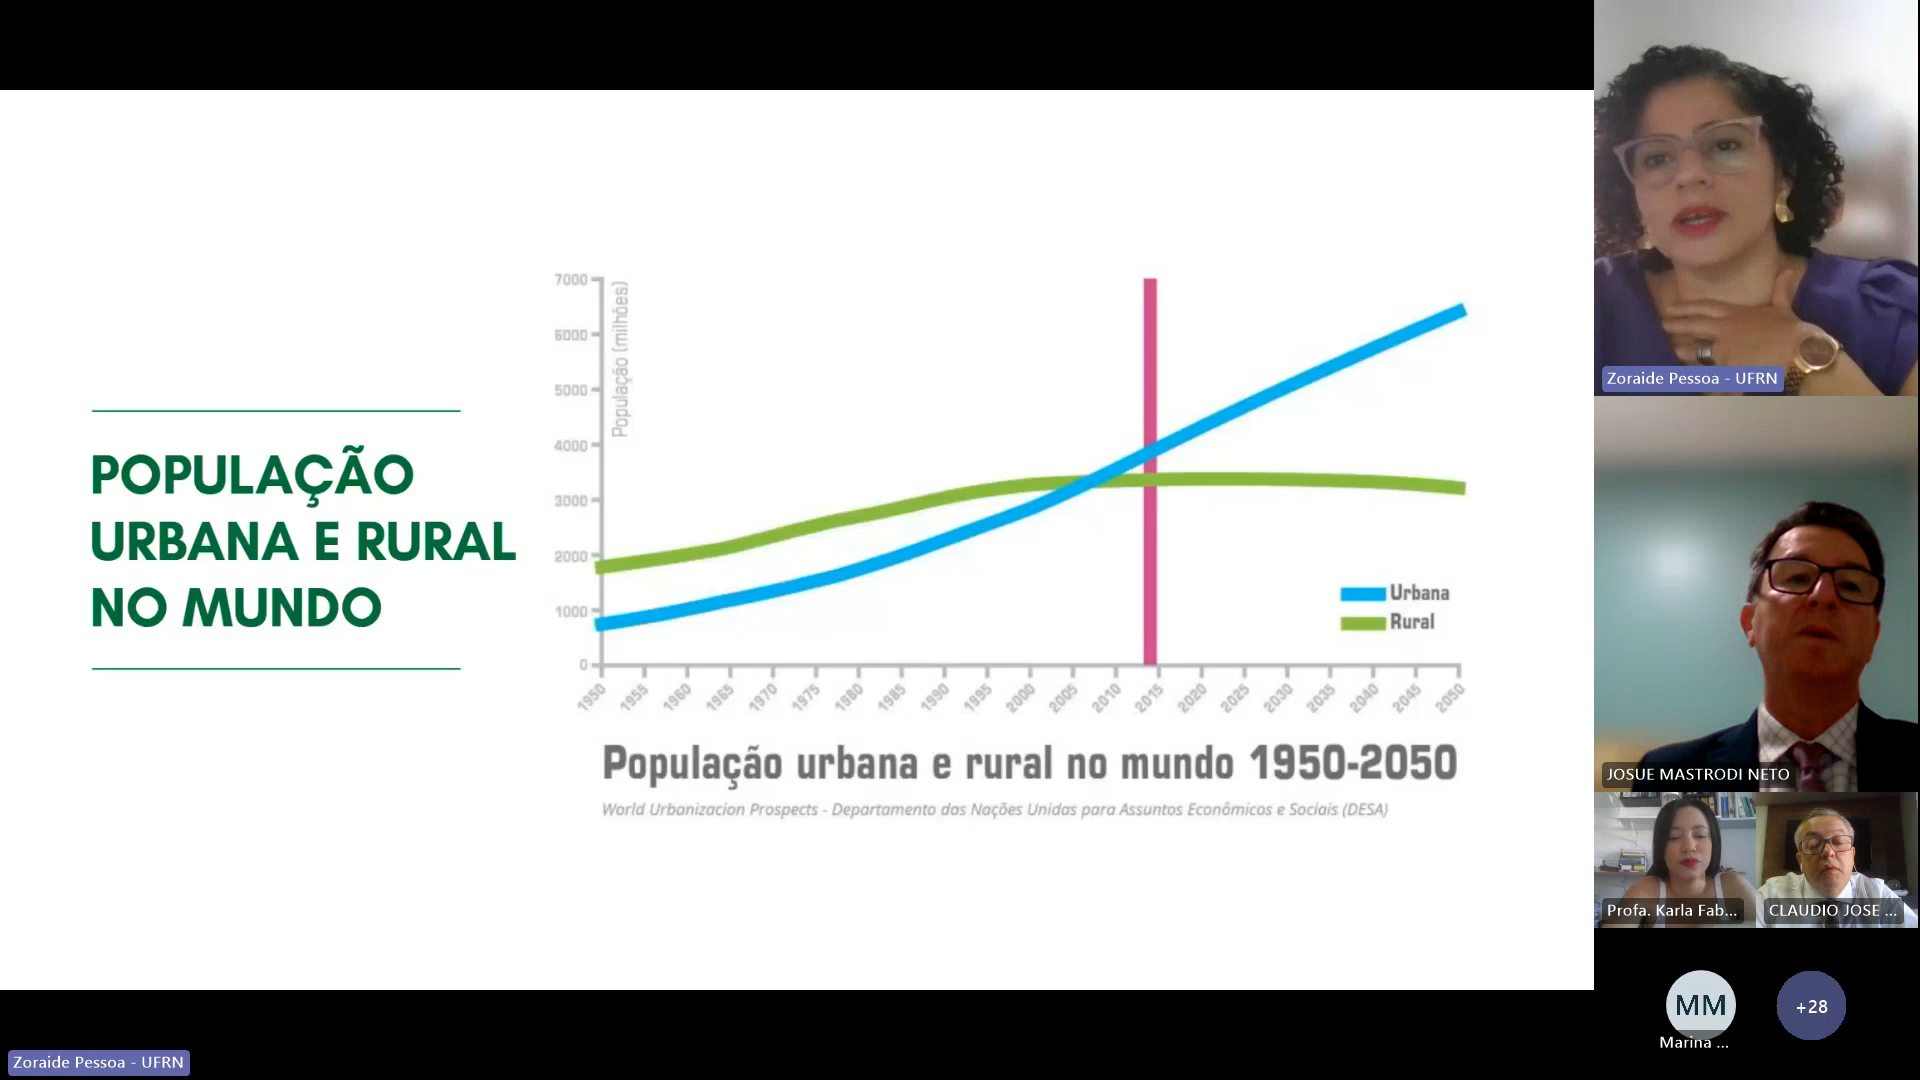 POPULAÇÃO
URBANA E RURAL
NO MUNDO
População (milhões)
7000
6000
5000
4000
3000
2000
1000
0
1950 1955 1960 1965 1970 1975 1980 1985 1990 1995 2000 2005 2010 2015 2020 2025 2030 2035 2040 2045 2050
Urbana
Rural
População urbana e rural no mundo 1950-2050
World Urbanizacion Prospects - Departamento das Nações Unidas para Assuntos Econômicos e Sociais (DESA)
Zoraide Pessoa - UFRN
JOSUE MASTRODI NETO
Profa. Karla Fab...
CLAUDIO JOSE ...
MM
Marina ...
+28
Zoraide Pessoa - UFRN